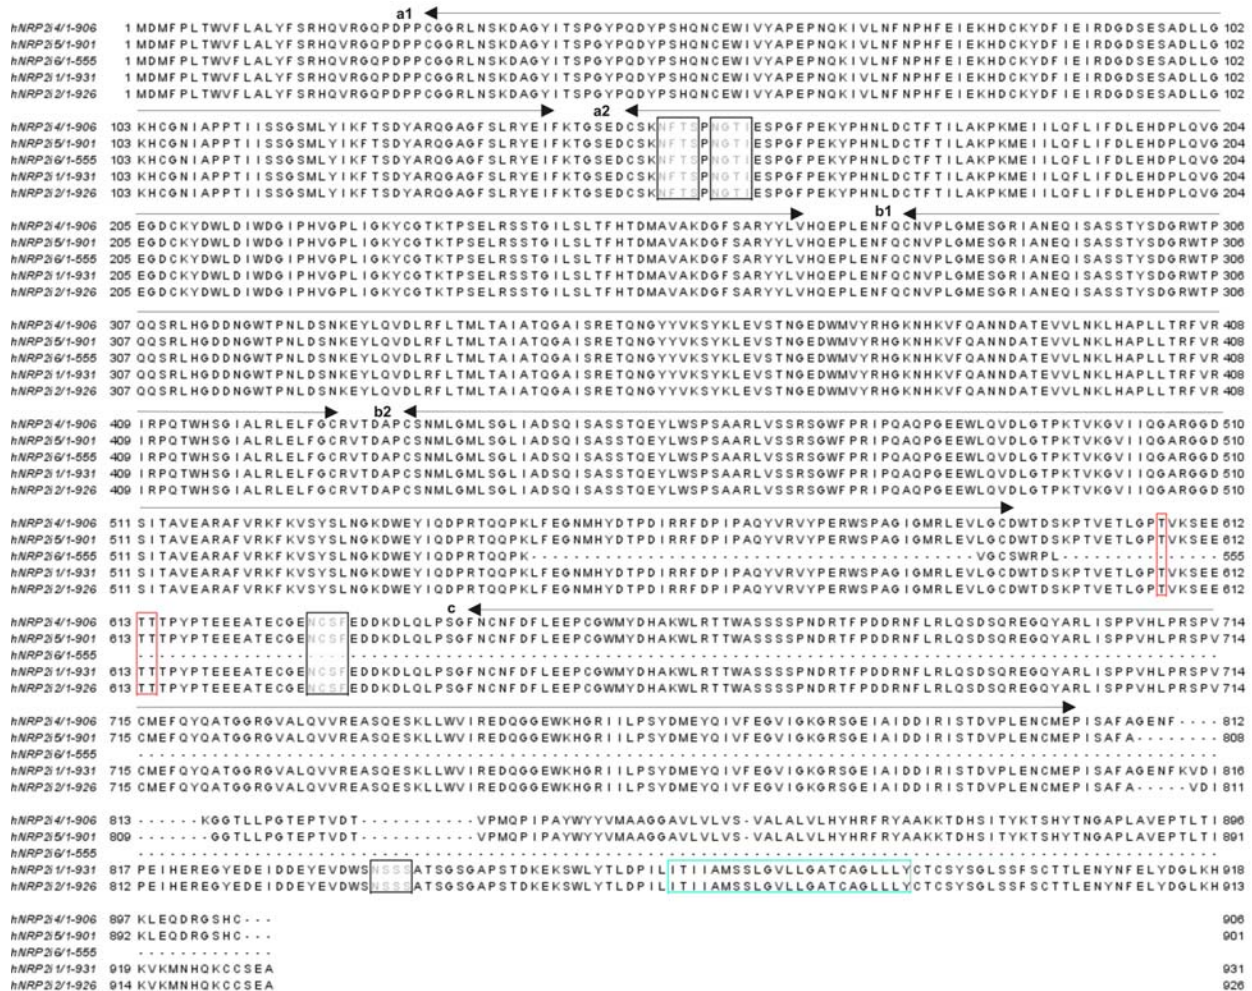 a1
hNRP2i4/1-906 1 MDMFPLTWVFLALYFSRHQVRGQPDPPCGGRLNSKDAGYITSPGYPQDYPSHQNCEWIVYAPEPNQKIVLNFNPHFEIEKHDCKYDFIEIRDGDSESADLLG 102
hNRP2i5/1-901 1 MDMFPLTWVFLALYFSRHQVRGQPDPPCGGRLNSKDAGYITSPGYPQDYPSHQNCEWIVYAPEPNQKIVLNFNPHFEIEKHDCKYDFIEIRDGDSESADLLG 102
hNRP2i6/1-555 1 MDMFPLTWVFLALYFSRHQVRGQPDPPCGGRLNSKDAGYITSPGYPQDYPSHQNCEWIVYAPEPNQKIVLNFNPHFEIEKHDCKYDFIEIRDGDSESADLLG 102
hNRP2i1/1-931 1 MDMFPLTWVFLALYFSRHQVRGQPDPPCGGRLNSKDAGYITSPGYPQDYPSHQNCEWIVYAPEPNQKIVLNFNPHFEIEKHDCKYDFIEIRDGDSESADLLG 102
hNRP2i2/1-926 1 MDMFPLTWVFLALYFSRHQVRGQPDPPCGGRLNSKDAGYITSPGYPQDYPSHQNCEWIVYAPEPNQKIVLNFNPHFEIEKHDCKYDFIEIRDGDSESADLLG 102
a2
hNRP2i4/1-906 103 KHCGNIAPPTIISSGSMLYIKFTSDYARQGAGFSLRYEIFKTGSEDCSKNFTSPNGTIESPGFPEKYPHNLDCTFTILAKPKMEIILQFLIFDLEHDPLQVG 204
hNRP2i5/1-901 103 KHCGNIAPPTIISSGSMLYIKFTSDYARQGAGFSLRYEIFKTGSEDCSKNFTSPNGTIESPGFPEKYPHNLDCTFTILAKPKMEIILQFLIFDLEHDPLQVG 204
hNRP2i6/1-555 103 KHCGNIAPPTIISSGSMLYIKFTSDYARQGAGFSLRYEIFKTGSEDCSKNFTSPNGTIESPGFPEKYPHNLDCTFTILAKPKMEIILQFLIFDLEHDPLQVG 204
hNRP2i1/1-931 103 KHCGNIAPPTIISSGSMLYIKFTSDYARQGAGFSLRYEIFKTGSEDCSKNFTSPNGTIESPGFPEKYPHNLDCTFTILAKPKMEIILQFLIFDLEHDPLQVG 204
hNRP2i2/1-926 103 KHCGNIAPPTIISSGSMLYIKFTSDYARQGAGFSLRYEIFKTGSEDCSKNFTSPNGTIESPGFPEKYPHNLDCTFTILAKPKMEIILQFLIFDLEHDPLQVG 204
b1
hNRP2i4/1-906 205 EGDCKYDWLDIWDGIPHVGPLIGKYCGTKTPSELRSSTGILSLTFHTDMAVAKDGFSARYYLVHQEPLENFQCNVPLGMESGRIANEQISASSTYSDGRWTP 306
hNRP2i5/1-901 205 EGDCKYDWLDIWDGIPHVGPLIGKYCGTKTPSELRSSTGILSLTFHTDMAVAKDGFSARYYLVHQEPLENFQCNVPLGMESGRIANEQISASSTYSDGRWTP 306
hNRP2i6/1-555 205 EGDCKYDWLDIWDGIPHVGPLIGKYCGTKTPSELRSSTGILSLTFHTDMAVAKDGFSARYYLVHQEPLENFQCNVPLGMESGRIANEQISASSTYSDGRWTP 306
hNRP2i1/1-931 205 EGDCKYDWLDIWDGIPHVGPLIGKYCGTKTPSELRSSTGILSLTFHTDMAVAKDGFSARYYLVHQEPLENFQCNVPLGMESGRIANEQISASSTYSDGRWTP 306
hNRP2i2/1-926 205 EGDCKYDWLDIWDGIPHVGPLIGKYCGTKTPSELRSSTGILSLTFHTDMAVAKDGFSARYYLVHQEPLENFQCNVPLGMESGRIANEQISASSTYSDGRWTP 306
hNRP2i4/1-906 307 QQSRLHGDDNGWTPNLDSNKEYLQVDLRFLTMLTAIATQGAISRETQNGYYVKSYKLEVSTNGEDWMVYRHGKNHKVFQANNDATEVVLNKLHAPLLTRFVR 408
hNRP2i5/1-901 307 QQSRLHGDDNGWTPNLDSNKEYLQVDLRFLTMLTAIATQGAISRETQNGYYVKSYKLEVSTNGEDWMVYRHGKNHKVFQANNDATEVVLNKLHAPLLTRFVR 408
hNRP2i6/1-555 307 QQSRLHGDDNGWTPNLDSNKEYLQVDLRFLTMLTAIATQGAISRETQNGYYVKSYKLEVSTNGEDWMVYRHGKNHKVFQANNDATEVVLNKLHAPLLTRFVR 408
hNRP2i1/1-931 307 QQSRLHGDDNGWTPNLDSNKEYLQVDLRFLTMLTAIATQGAISRETQNGYYVKSYKLEVSTNGEDWMVYRHGKNHKVFQANNDATEVVLNKLHAPLLTRFVR 408
hNRP2i2/1-926 307 QQSRLHGDDNGWTPNLDSNKEYLQVDLRFLTMLTAIATQGAISRETQNGYYVKSYKLEVSTNGEDWMVYRHGKNHKVFQANNDATEVVLNKLHAPLLTRFVR 408
b2
hNRP2i4/1-906 409 IRPQTWHSGIALRLELFGCRVTDAPCSNMLGMLSGLIADSQISASSTQEYLWSPSAARLVSSRSGWFPRIPQAQPGEEWLQVDLGTPKTVKGVIIQGARGGD 510
hNRP2i5/1-901 409 IRPQTWHSGIALRLELFGCRVTDAPCSNMLGMLSGLIADSQISASSTQEYLWSPSAARLVSSRSGWFPRIPQAQPGEEWLQVDLGTPKTVKGVIIQGARGGD 510
hNRP2i6/1-555 409 IRPQTWHSGIALRLELFGCRVTDAPCSNMLGMLSGLIADSQISASSTQEYLWSPSAARLVSSRSGWFPRIPQAQPGEEWLQVDLGTPKTVKGVIIQGARGGD 510
hNRP2i1/1-931 409 IRPQTWHSGIALRLELFGCRVTDAPCSNMLGMLSGLIADSQISASSTQEYLWSPSAARLVSSRSGWFPRIPQAQPGEEWLQVDLGTPKTVKGVIIQGARGGD 510
hNRP2i2/1-926 409 IRPQTWHSGIALRLELFGCRVTDAPCSNMLGMLSGLIADSQISASSTQEYLWSPSAARLVSSRSGWFPRIPQAQPGEEWLQVDLGTPKTVKGVIIQGARGGD 510
hNRP2i4/1-906 511 SITAVEARAFVRKFKVSYSLNGKDWEYIQDPRTQQPKLFEGNMHYDTPDIRRFDPIPAQYVRVYPERWSPAGIGMRLEVLGCDWTDSKPTVETLGPTVKSEE 612
hNRP2i5/1-901 511 SITAVEARAFVRKFKVSYSLNGKDWEYIQDPRTQQPKLFEGNMHYDTPDIRRFDPIPAQYVRVYPERWSPAGIGMRLEVLGCDWTDSKPTVETLGPTVKSEE 612
hNRP2i6/1-555 511 SITAVEARAFVRKFKVSYSLNGKDWEYIQDPRTQQPK------------------------------------------VGCSWRPL--------------- 555
hNRP2i1/1-931 511 SITAVEARAFVRKFKVSYSLNGKDWEYIQDPRTQQPKLFEGNMHYDTPDIRRFDPIPAQYVRVYPERWSPAGIGMRLEVLGCDWTDSKPTVETLGPTVKSEE 612
hNRP2i2/1-926 511 SITAVEARAFVRKFKVSYSLNGKDWEYIQDPRTQQPKLFEGNMHYDTPDIRRFDPIPAQYVRVYPERWSPAGIGMRLEVLGCDWTDSKPTVETLGPTVKSEE 612
c
hNRP2i4/1-906 613 TTTPYPTEEEATECGENCSFEDDKDLQLPSGFNCNFDFLEEPCGWMYDHAKWLRTTWASSSSPNDRTFPDDRNFLRLQSDSQREGQYARLISPPVHLPRSPV 714
hNRP2i5/1-901 613 TTTPYPTEEEATECGENCSFEDDKDLQLPSGFNCNFDFLEEPCGWMYDHAKWLRTTWASSSSPNDRTFPDDRNFLRLQSDSQREGQYARLISPPVHLPRSPV 714
hNRP2i6/1-555 ------------------------------------------------------------------------------------------------------
hNRP2i1/1-931 613 TTTPYPTEEEATECGENCSFEDDKDLQLPSGFNCNFDFLEEPCGWMYDHAKWLRTTWASSSSPNDRTFPDDRNFLRLQSDSQREGQYARLISPPVHLPRSPV 714
hNRP2i2/1-926 613 TTTPYPTEEEATECGENCSFEDDKDLQLPSGFNCNFDFLEEPCGWMYDHAKWLRTTWASSSSPNDRTFPDDRNFLRLQSDSQREGQYARLISPPVHLPRSPV 714
hNRP2i4/1-906 715 CMEFQYQATGGRGVALQVVREASQESKLLWVIREDQGGEWKHGRIILPSYDMEYQIVFEGVIGKGRSGEIAIDDIRISTDVPLENCMEPISAFAGENF---- 812
hNRP2i5/1-901 715 CMEFQYQATGGRGVALQVVREASQESKLLWVIREDQGGEWKHGRIILPSYDMEYQIVFEGVIGKGRSGEIAIDDIRISTDVPLENCMEPISAFA-------- 808
hNRP2i6/1-555 ------------------------------------------------------------------------------------------------------
hNRP2i1/1-931 715 CMEFQYQATGGRGVALQVVREASQESKLLWVIREDQGGEWKHGRIILPSYDMEYQIVFEGVIGKGRSGEIAIDDIRISTDVPLENCMEPISAFAGENFKVDI 816
hNRP2i2/1-926 715 CMEFQYQATGGRGVALQVVREASQESKLLWVIREDQGGEWKHGRIILPSYDMEYQIVFEGVIGKGRSGEIAIDDIRISTDVPLENCMEPISAFA-----VDI 811
hNRP2i4/1-906 813 ------KGGTLLPGTEPTVDT-----------VPMQPIPAYWYYVMAAGGAVLVLVS-VALALVLHYHRFRYAAKKTDHSITYKTSHYTNGAPLAVEPTLTI 896
hNRP2i5/1-901 809 -------GGTLLPGTEPTVDT-----------VPMQPIPAYWYYVMAAGGAVLVLVS-VALALVLHYHRFRYAAKKTDHSITYKTSHYTNGAPLAVEPTLTI 891
hNRP2i6/1-555 ------------------------------------------------------------------------------------------------------
hNRP2i1/1-931 817 PEIHEREGYEDEIDDEYEVDWSNSSSATSGSGAPSTDKEKSWLYTLDPILITIIAMSSLGVLLGATCAGLLLYCTCSYSGLSSFSCTTLENYNFELYDGLKH 918
hNRP2i2/1-926 812 PEIHEREGYEDEIDDEYEVDWSNSSSATSGSGAPSTDKEKSWLYTLDPILITIIAMSSLGVLLGATCAGLLLYCTCSYSGLSSFSCTTLENYNFELYDGLKH 913
hNRP2i4/1-906 897 KLEQDRGSHC--- 906
hNRP2i5/1-901 892 KLEQDRGSHC--- 901
hNRP2i6/1-555 -------------
hNRP2i1/1-931 919 KVKMNHQKCCSEA 931
hNRP2i2/1-926 914 KVKMNHQKCCSEA 926